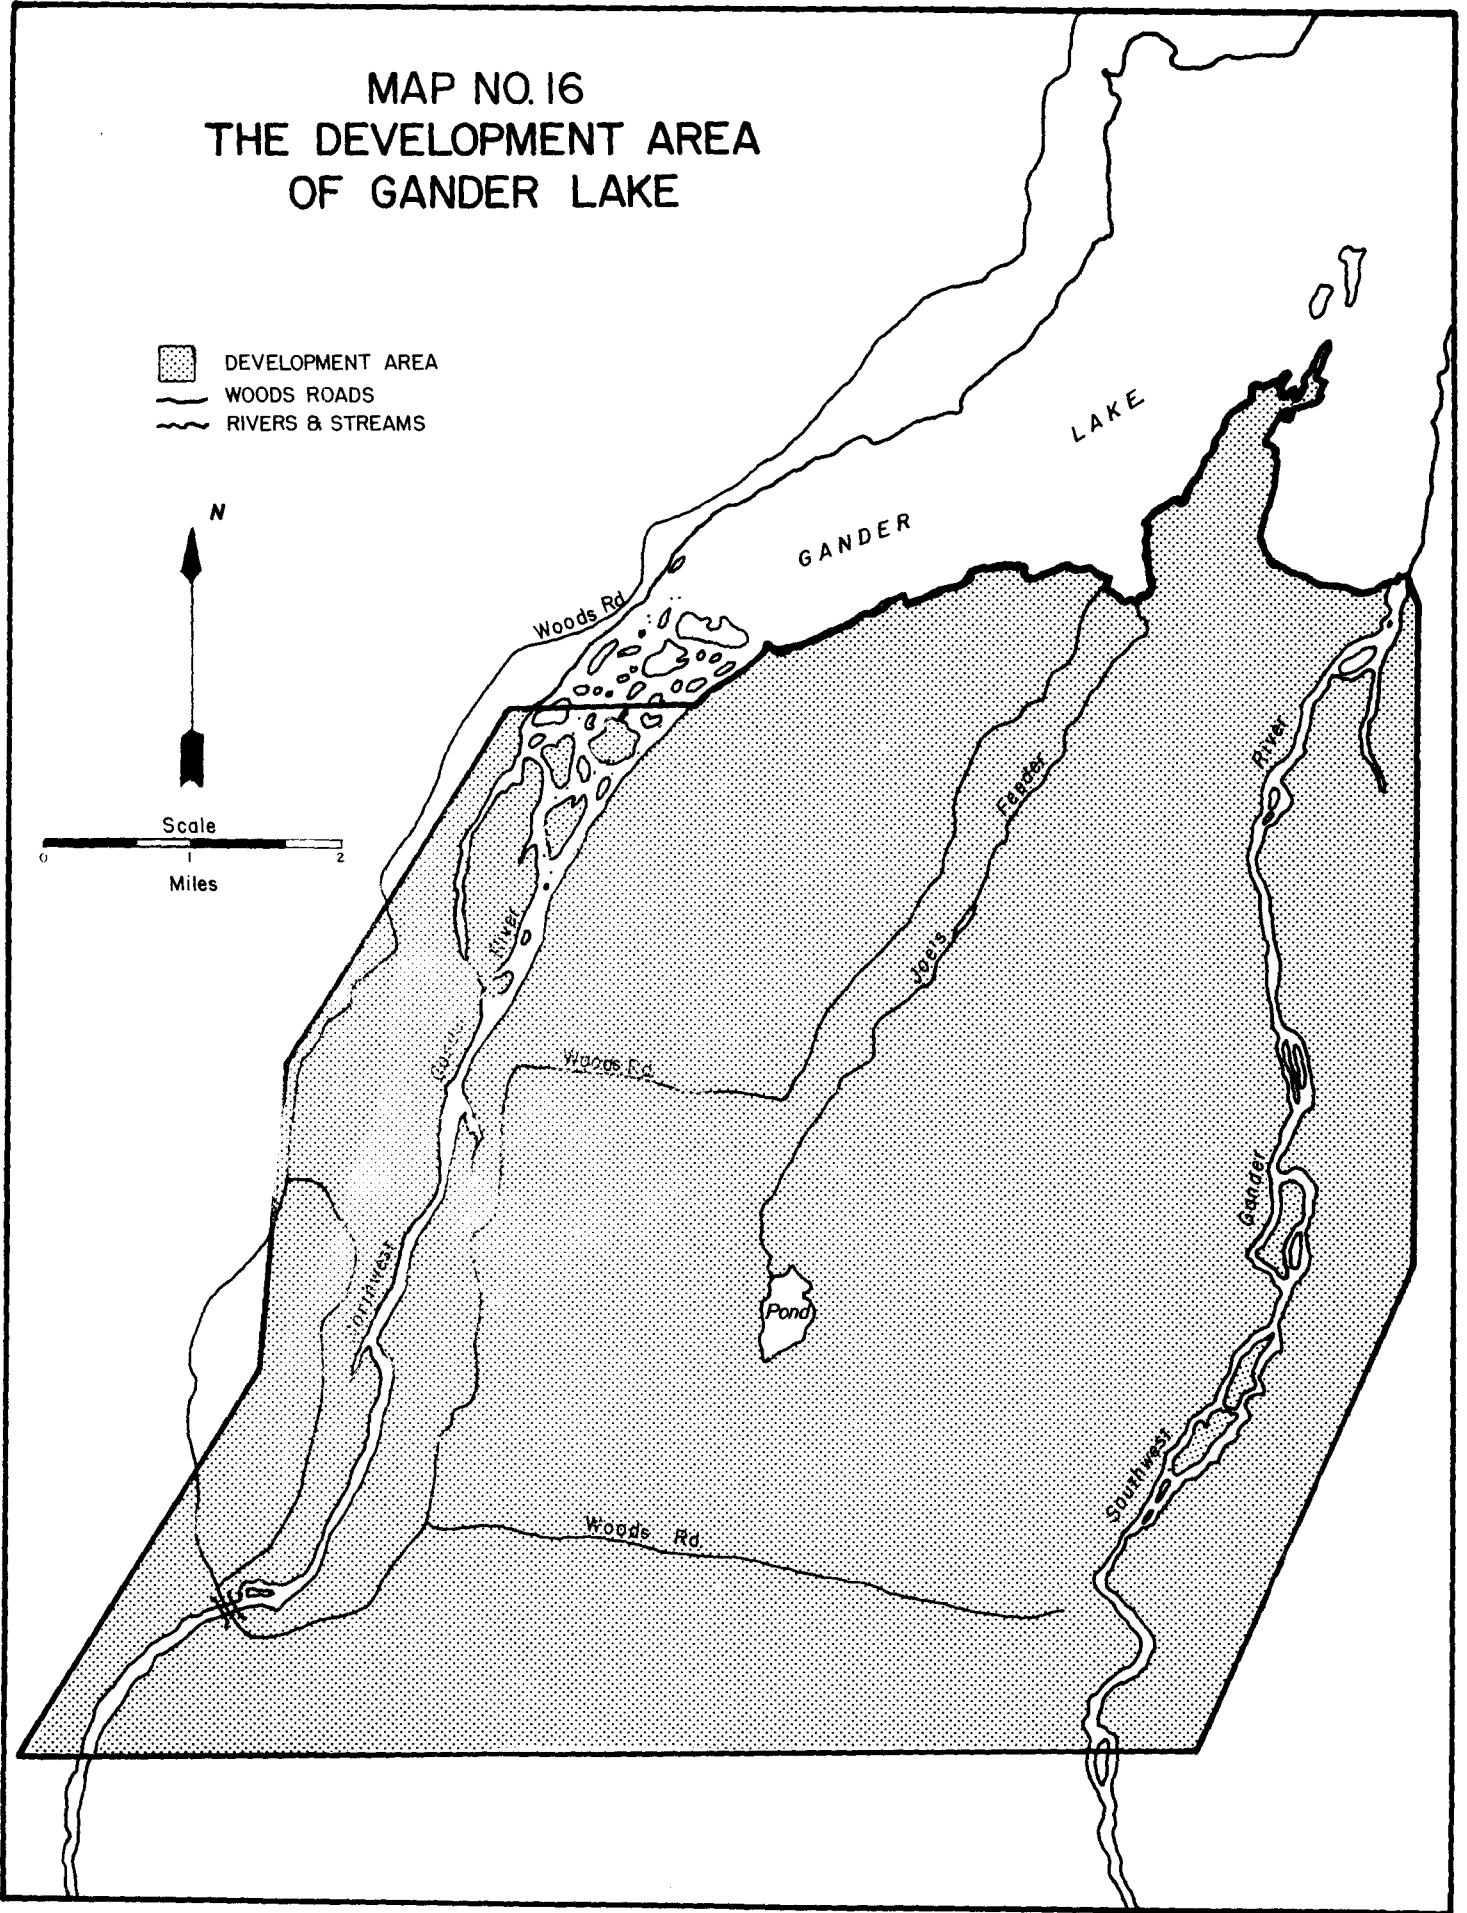 MAP NO. 16
THE DEVELOPMENT AREA
OF GANDER LAKE
DEVELOPMENT AREA
WOODS ROADS
RIVERS & STREAMS
N
Scale
0 1 2
Miles
LAKE
GANDER
Woods Rd.
River
Feeder
Joe's
River
Woods Rd.
Gander
Pond
Southwest
Woods Rd.